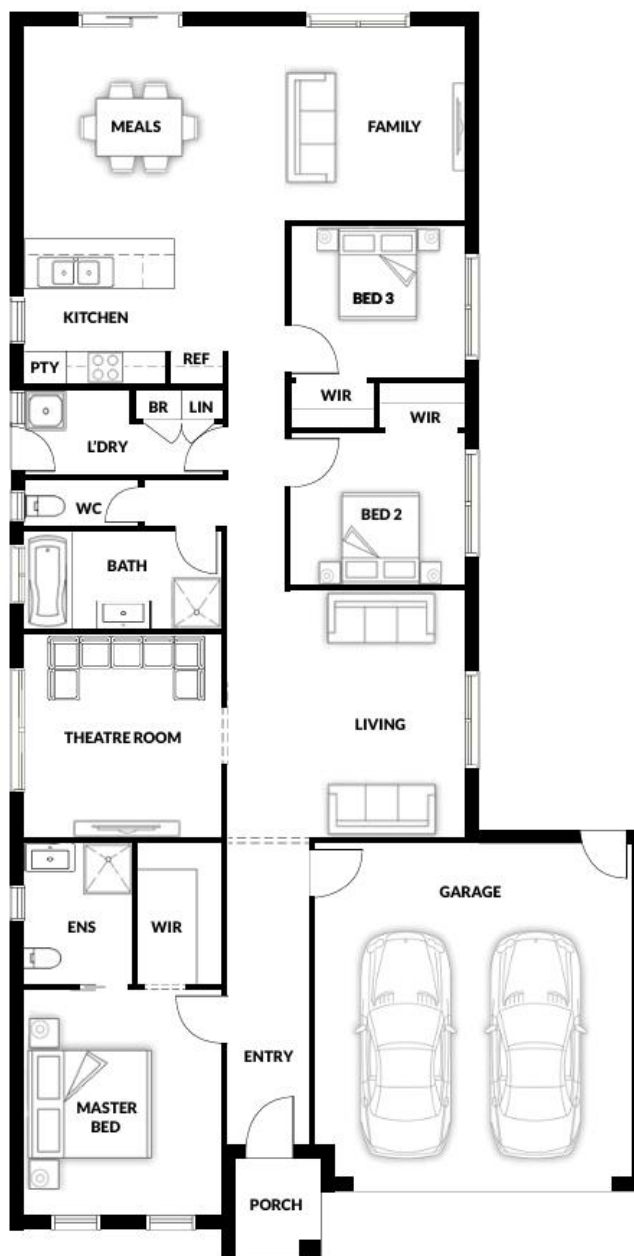 MEALS
FAMILY
BED 3
KITCHEN
PTY
REF
WIR
BR
LIN
WIR
L'DRY
WC
BED 2
BATH
THEATRE ROOM
LIVING
GARAGE
ENS
WIR
ENTRY
MASTER
BED
PORCH